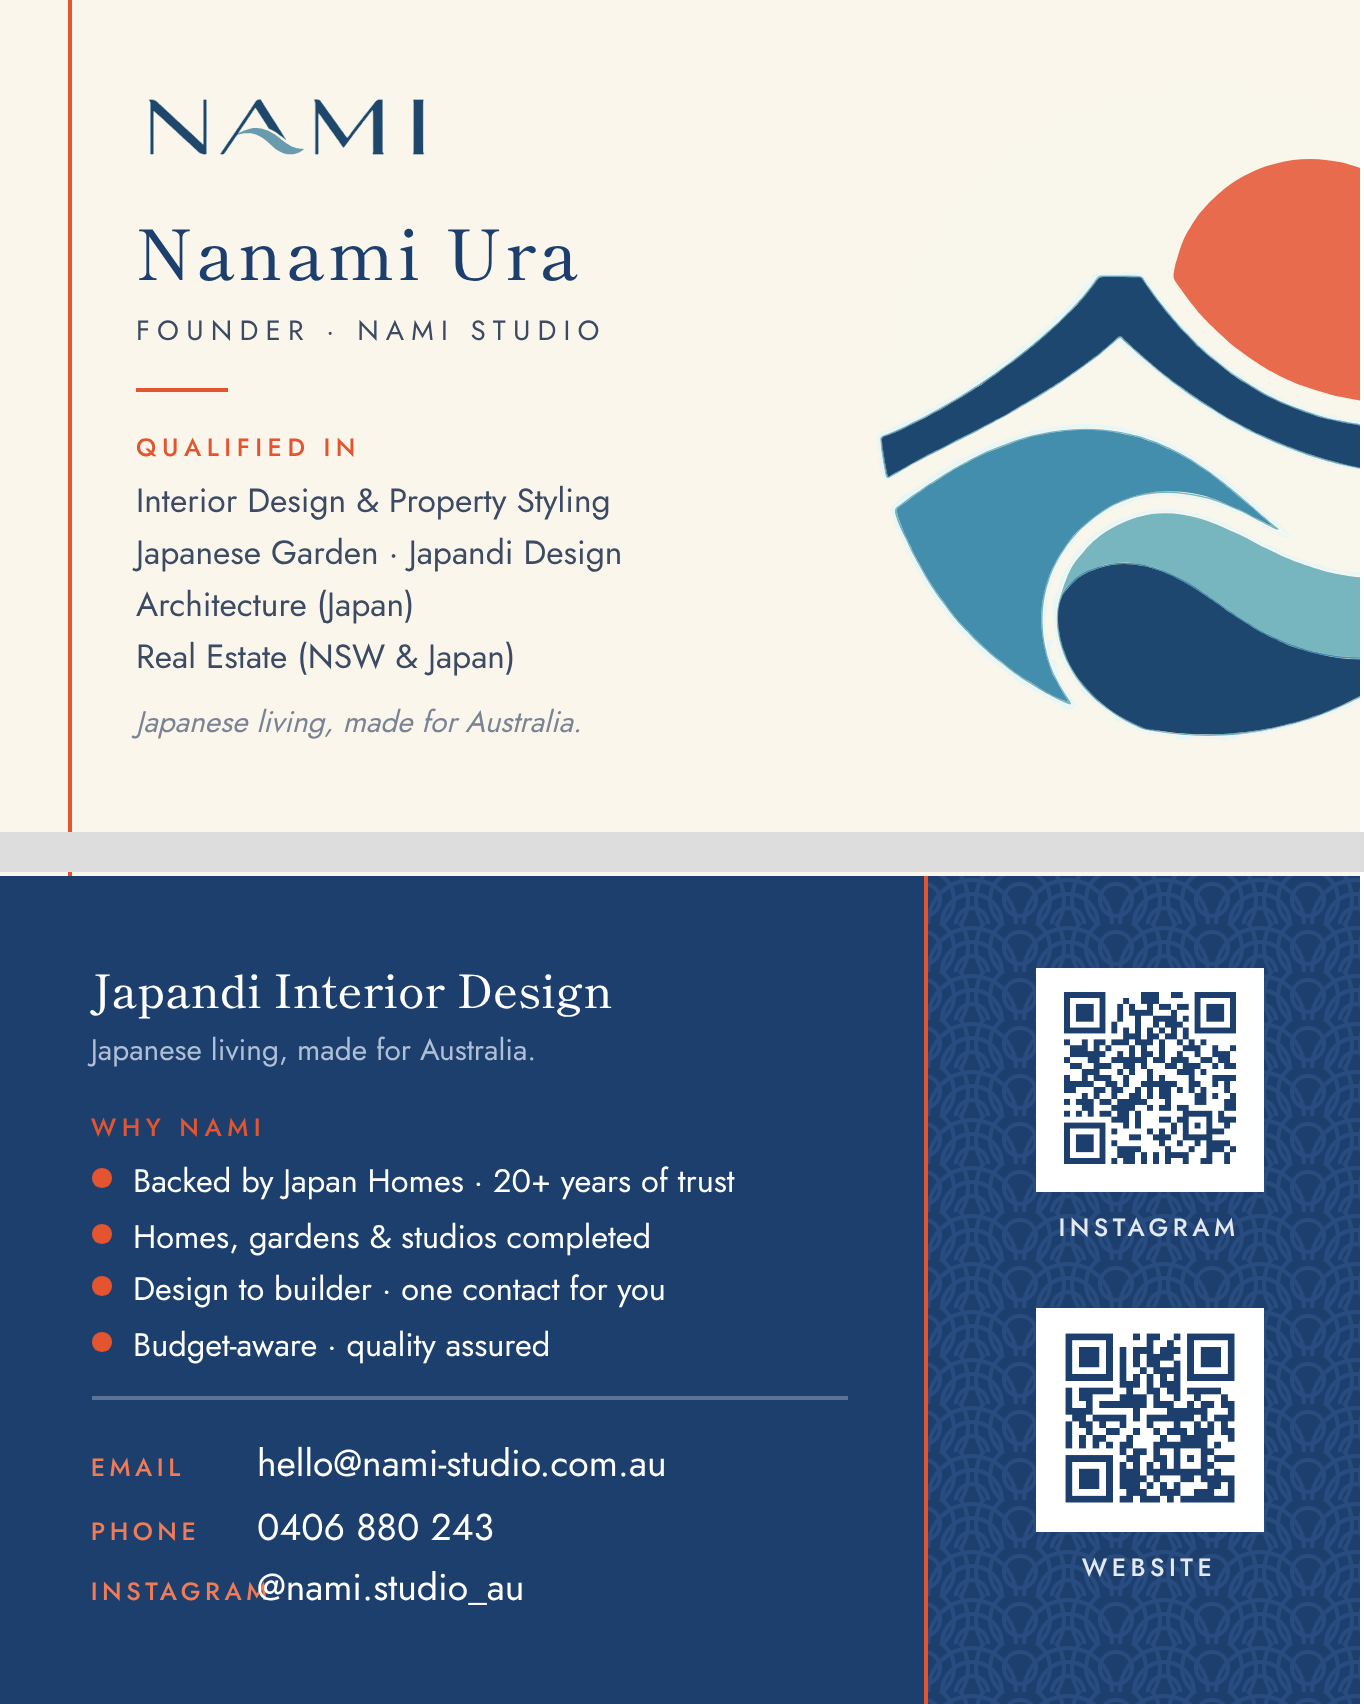 NAMI
Nanami Ura
FOUNDER · NAMI STUDIO
QUALIFIED IN
Interior Design & Property Styling
Japanese Garden · Japandi Design
Architecture (Japan)
Real Estate (NSW & Japan)
Japanese living, made for Australia.
Japandi Interior Design
Japanese living, made for Australia.
WHY NAMI
Backed by Japan Homes · 20+ years of trust
Homes, gardens & studios completed
Design to builder · one contact for you
Budget-aware · quality assured
EMAIL hello@nami-studio.com.au
PHONE 0406 880 243
INSTAGRAM @nami.studio_au
INSTAGRAM
WEBSITE